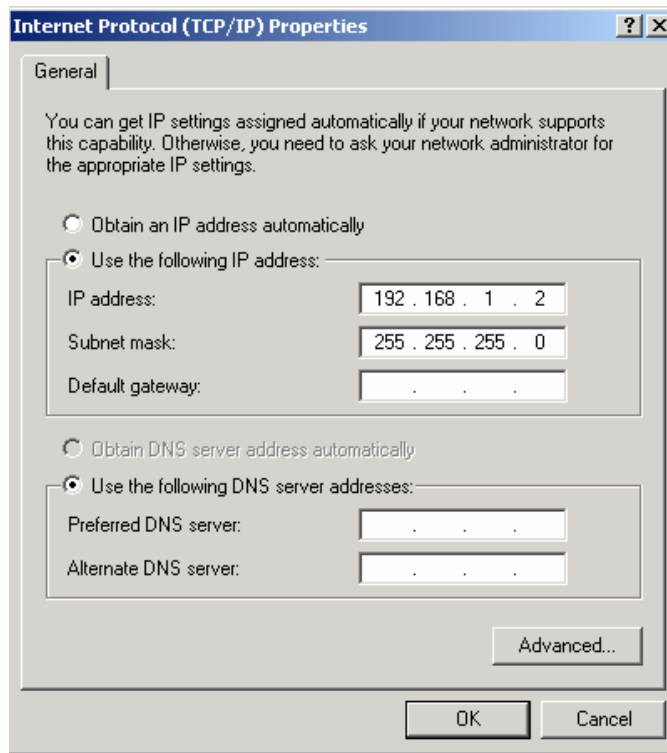 Internet Protocol (TCP/IP) Properties
General
You can get IP settings assigned automatically if your network supports
this capability. Otherwise, you need to ask your network administrator for
the appropriate IP settings.
Obtain an IP address automatically
Use the following IP address:
IP address: 192 . 168 . 1 . 2
Subnet mask: 255 . 255 . 255 . 0
Default gateway: . . .
Obtain DNS server address automatically
Use the following DNS server addresses:
Preferred DNS server: . . .
Alternate DNS server: . . .
Advanced...
OK Cancel